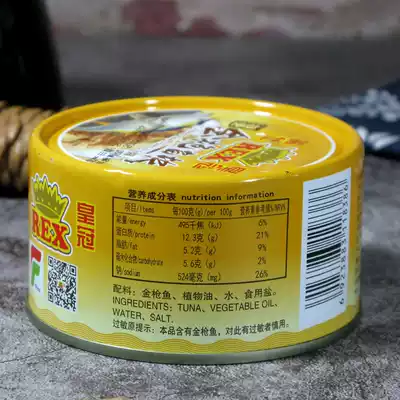 REX
REX
皇冠
营养成分表 nutrition information
项目/Items 每100克(g)/per 100g 营养素参考值%/NRV%
能量/energy 495千焦(kJ) 6%
蛋白质/protein 12.3克(g) 21%
脂肪/fat 5.2克(g) 9%
碳水化合物/carbohydrate 5.6克(g) 2%
钠/sodium 524毫克(mg) 26%
配料：金枪鱼、植物油、水、食用盐。
INGREDIENTS: TUNA, VEGETABLE OIL,
WATER, SALT.
过敏原提示：本品含有金枪鱼，对此有过敏者慎用。